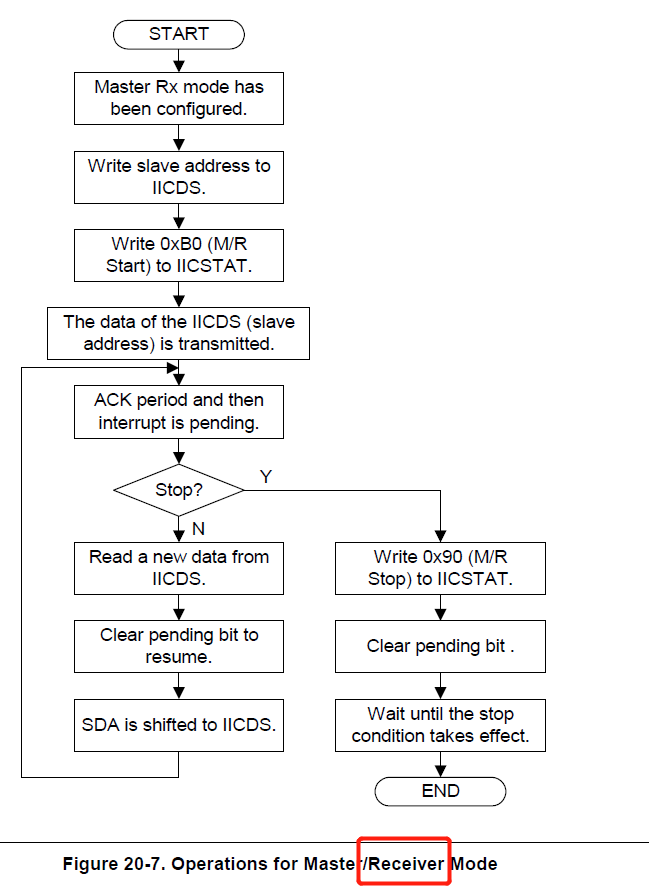 START
Master Rx mode has
been configured.
Write slave address to
IICDS.
Write 0xB0 (M/R
Start) to IICSTAT.
The data of the IICDS (slave
address) is transmitted.
ACK period and then
interrupt is pending.
Stop?
Y
N
Read a new data from
IICDS.
Clear pending bit to
resume.
SDA is shifted to IICDS.
Write 0x90 (M/R
Stop) to IICSTAT.
Clear pending bit .
Wait until the stop
condition takes effect.
END
Figure 20-7. Operations for Master/Receiver Mode